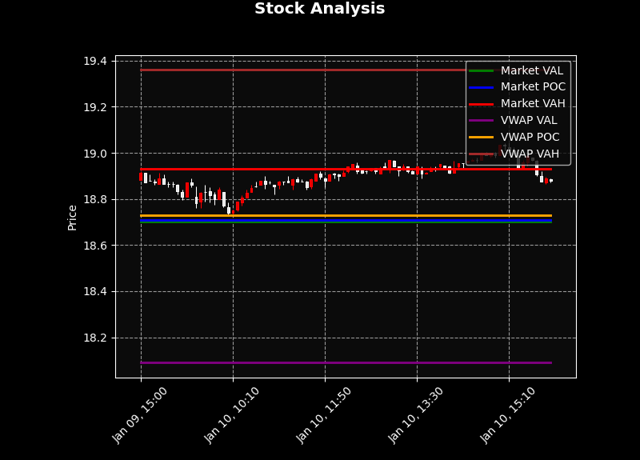 Stock Analysis
19.4
19.2
19.0
18.8
18.6
18.4
18.2
Price
Market VAL
Market POC
Market VAH
VWAP VAL
VWAP POC
VWAP VAH
Jan 09, 15:00
Jan 10, 10:10
Jan 10, 11:50
Jan 10, 13:30
Jan 10, 15:10